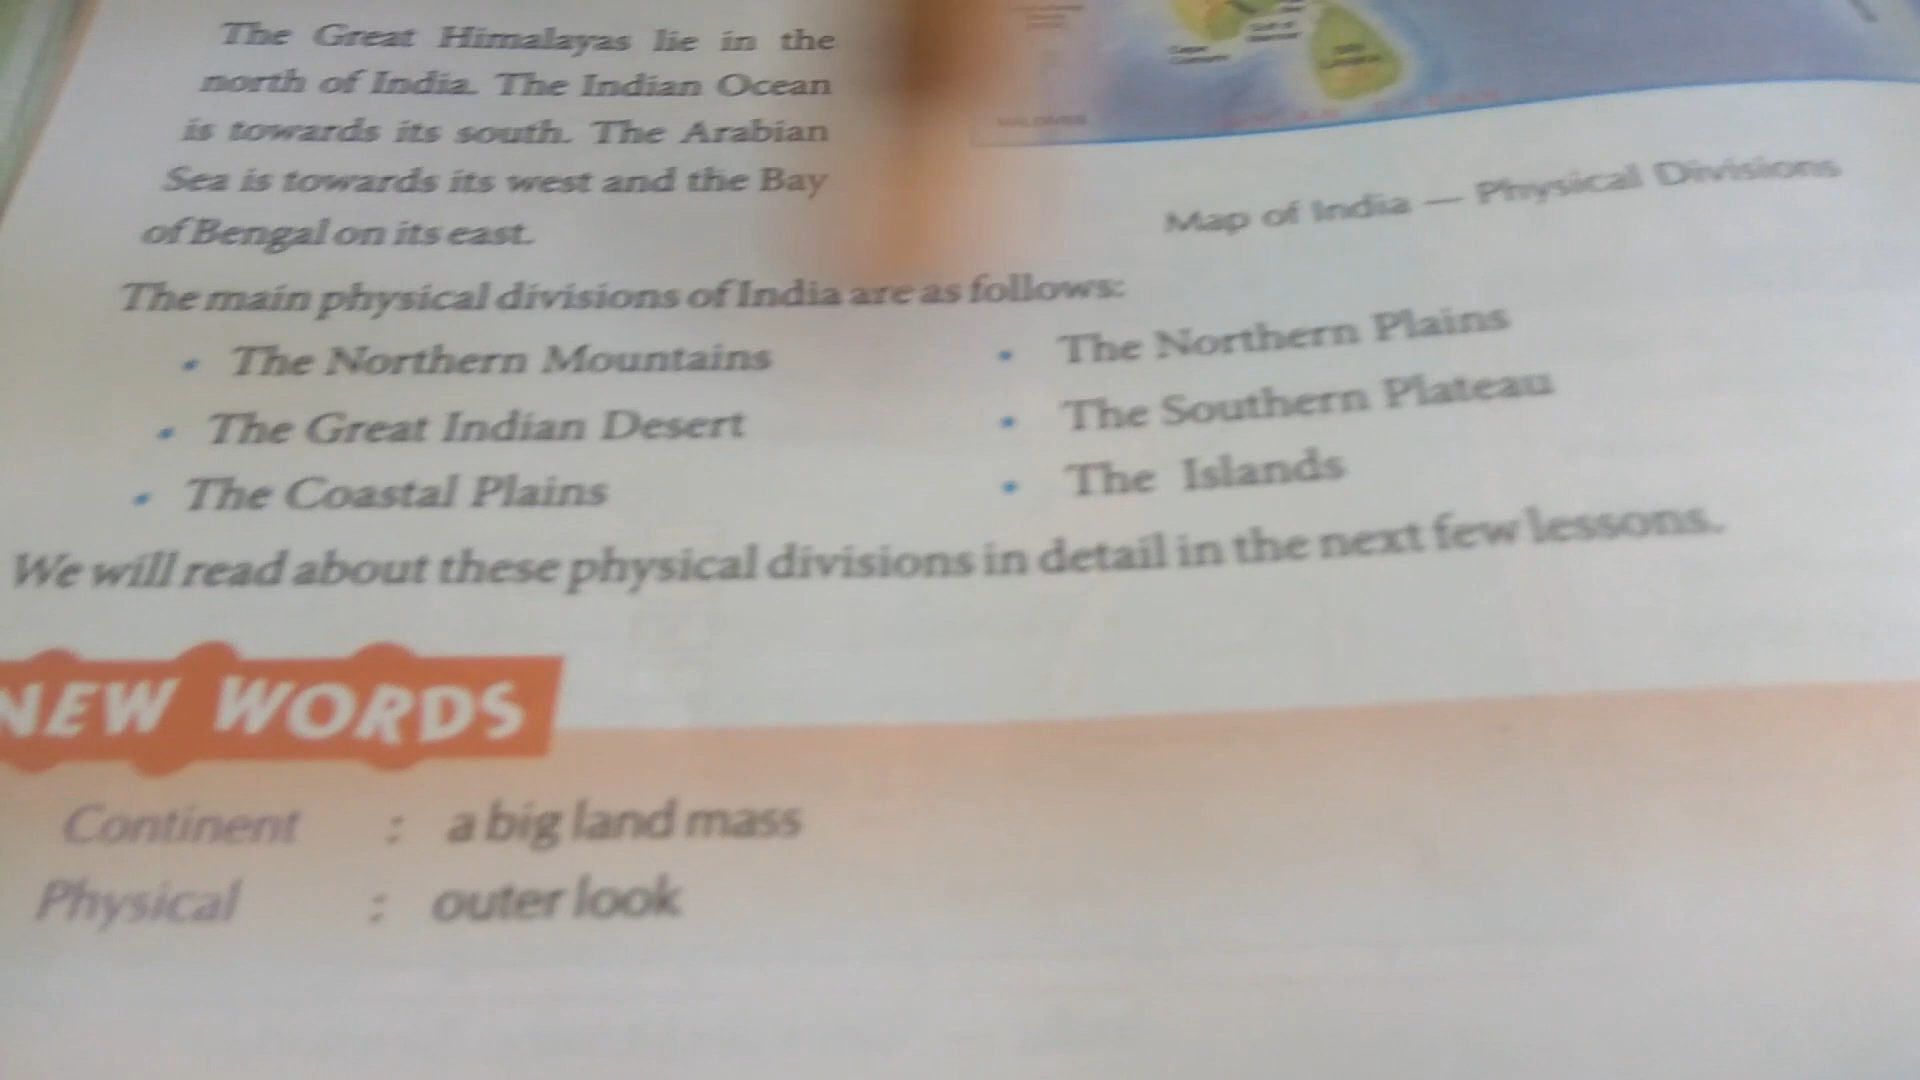 The Great Himalayas lie in the
north of India. The Indian Ocean
is towards its south. The Arabian
Sea is towards its west and the Bay
of Bengal on its east.
MALDIVES
Map of India — Physical Divisions
The main physical divisions of India are as follows:
• The Northern Mountains
• The Northern Plains
• The Great Indian Desert
• The Southern Plateau
• The Coastal Plains
• The Islands
We will read about these physical divisions in detail in the next few lessons.
NEW WORDS
Continent : a big land mass
Physical : outer look